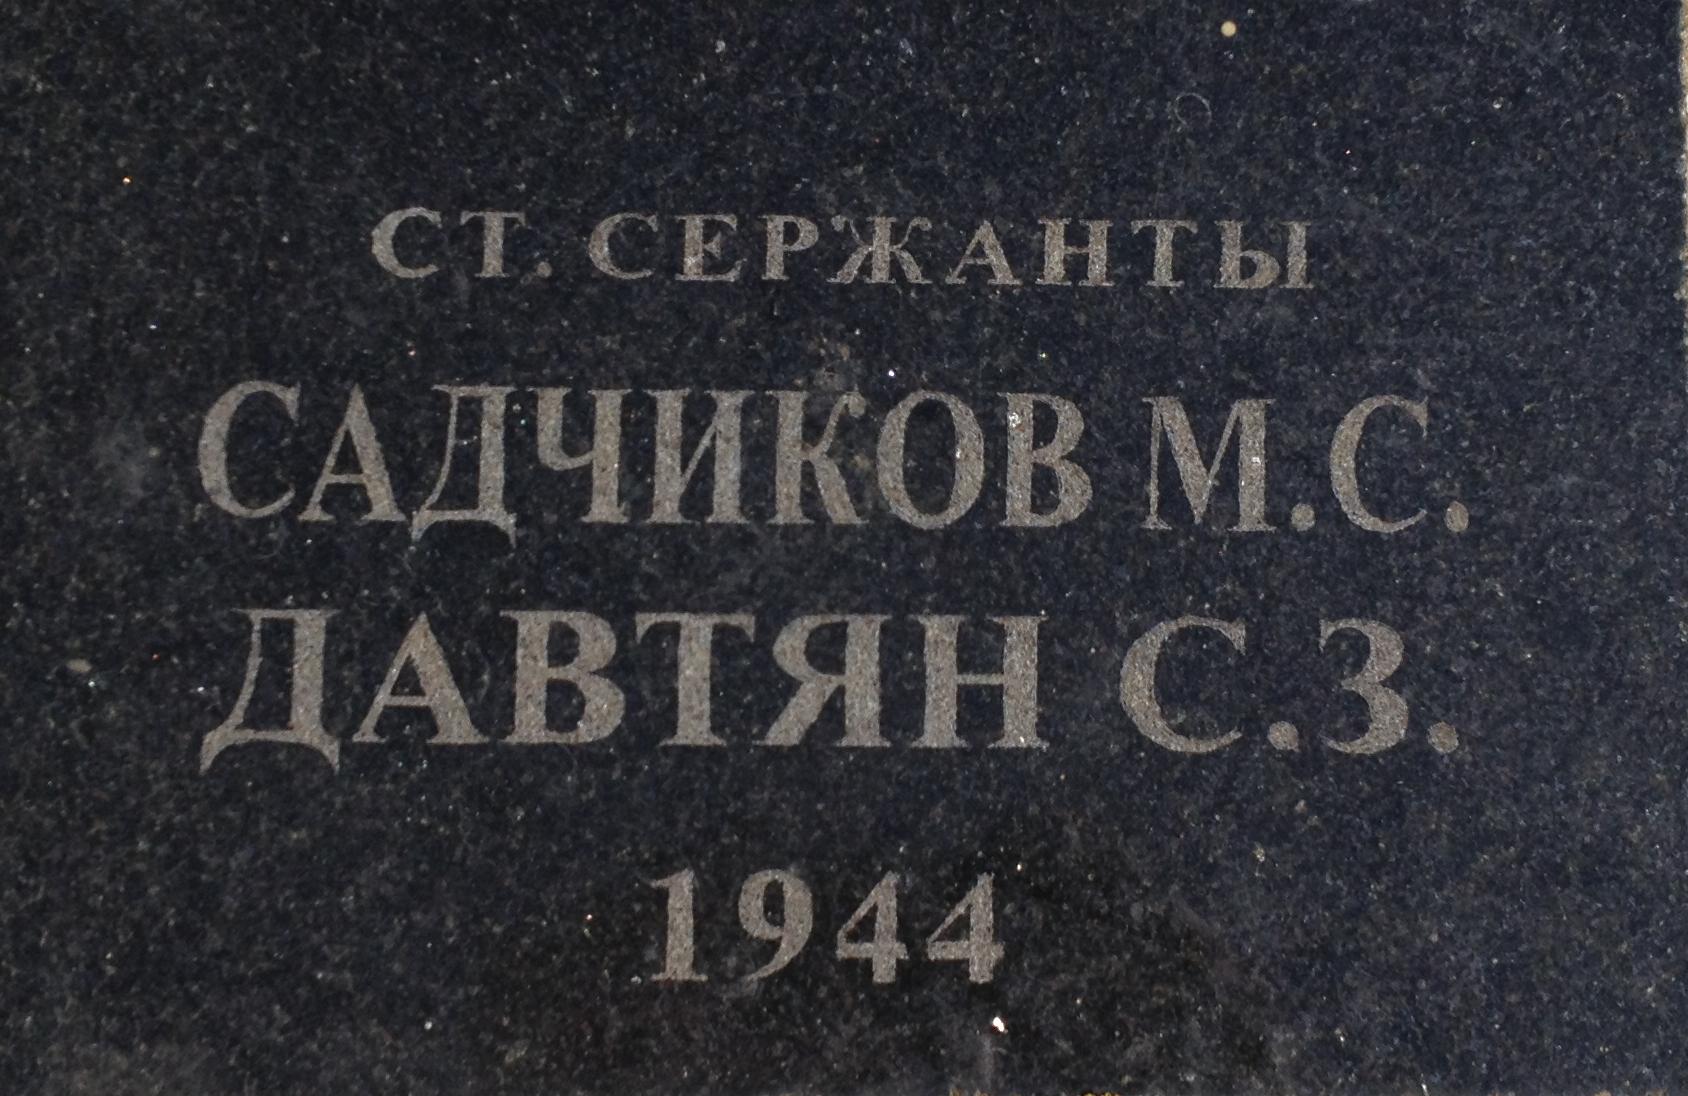 СТ. СЕРЖАНТЫ
САДЧИКОВ М.С.
ДАВТЯН С.З.
1944